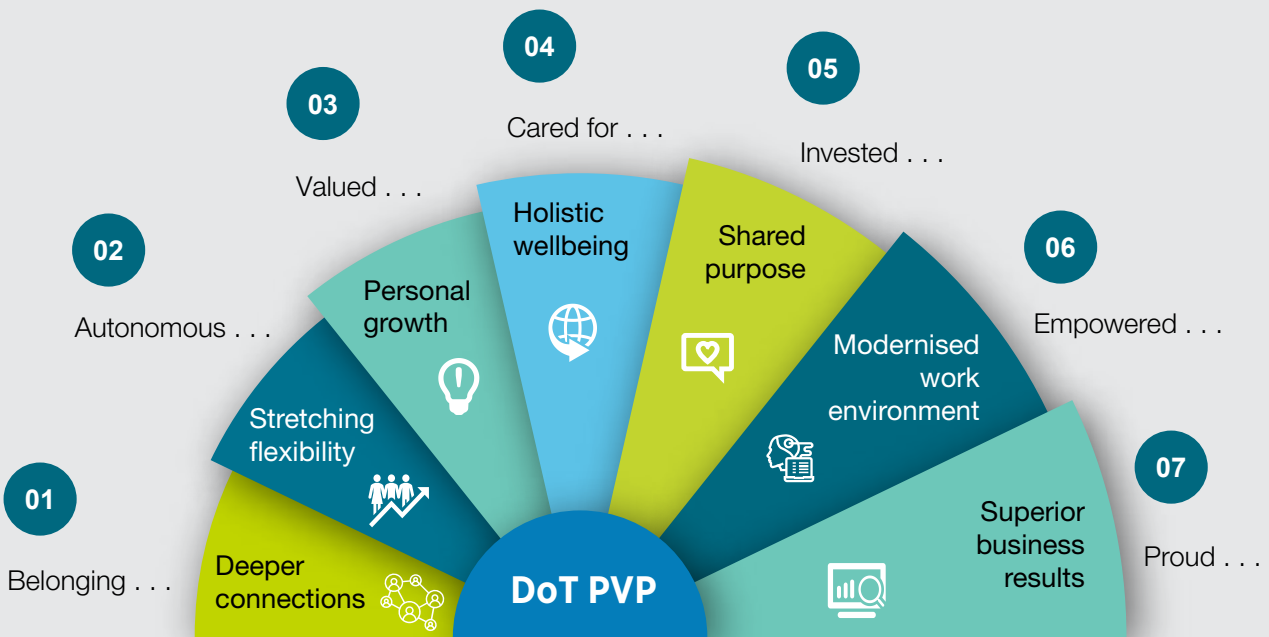 01
Belonging . . .
Deeper
connections
02
Autonomous . . .
Stretching
flexibility
03
Valued . . .
Personal
growth
04
Cared for . . .
Holistic
wellbeing
05
Invested . . .
Shared
purpose
06
Empowered . . .
Modernised
work
environment
07
Proud . . .
Superior
business
results
DoT PVP